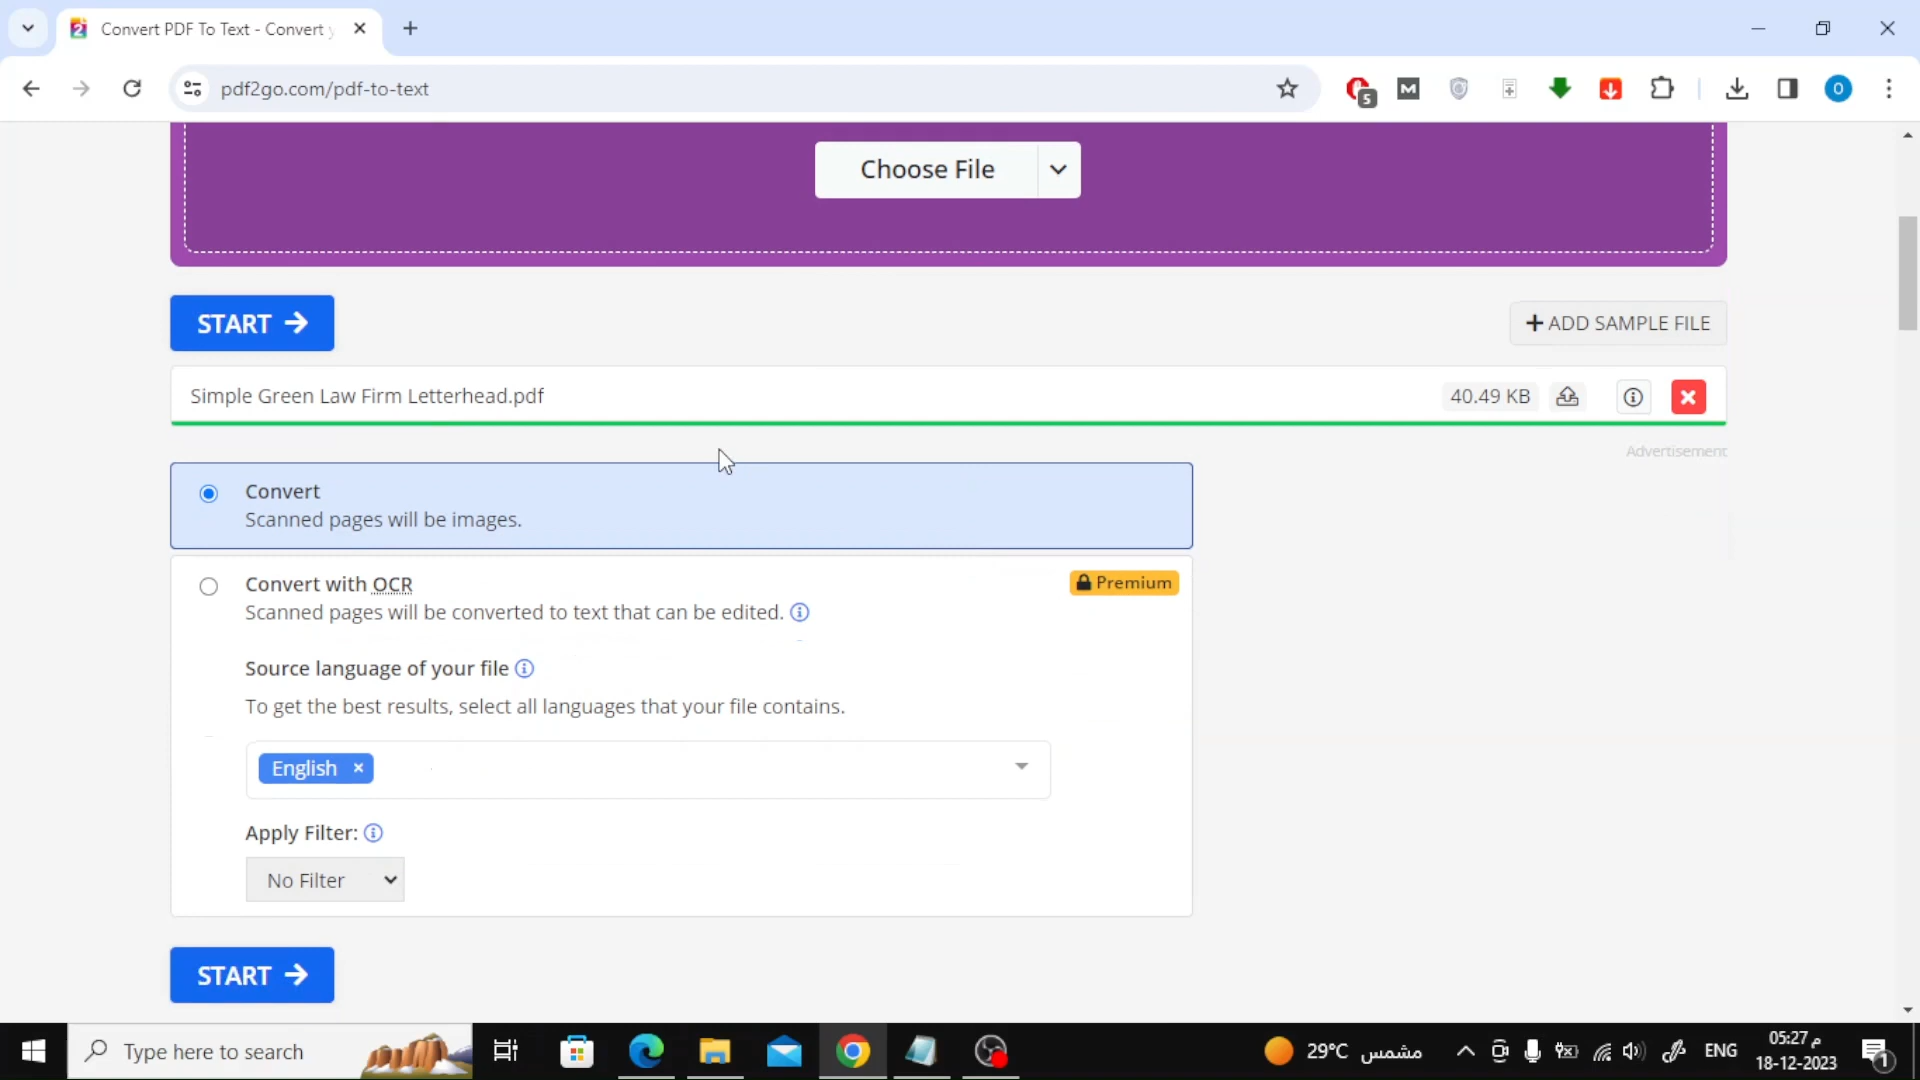 Convert PDF To Text - Convert y
pdf2go.com/pdf-to-text
5
M
O
Choose File
START
ADD SAMPLE FILE
Simple Green Law Firm Letterhead.pdf
40.49 KB
Advertisement
Convert
Scanned pages will be images.
Convert with OCR
Premium
Scanned pages will be converted to text that can be edited.
Source language of your file
To get the best results, select all languages that your file contains.
English ×
Apply Filter:
No Filter
START
Type here to search
29°C مشمس
ENG
05:27 م
18-12-2023
1